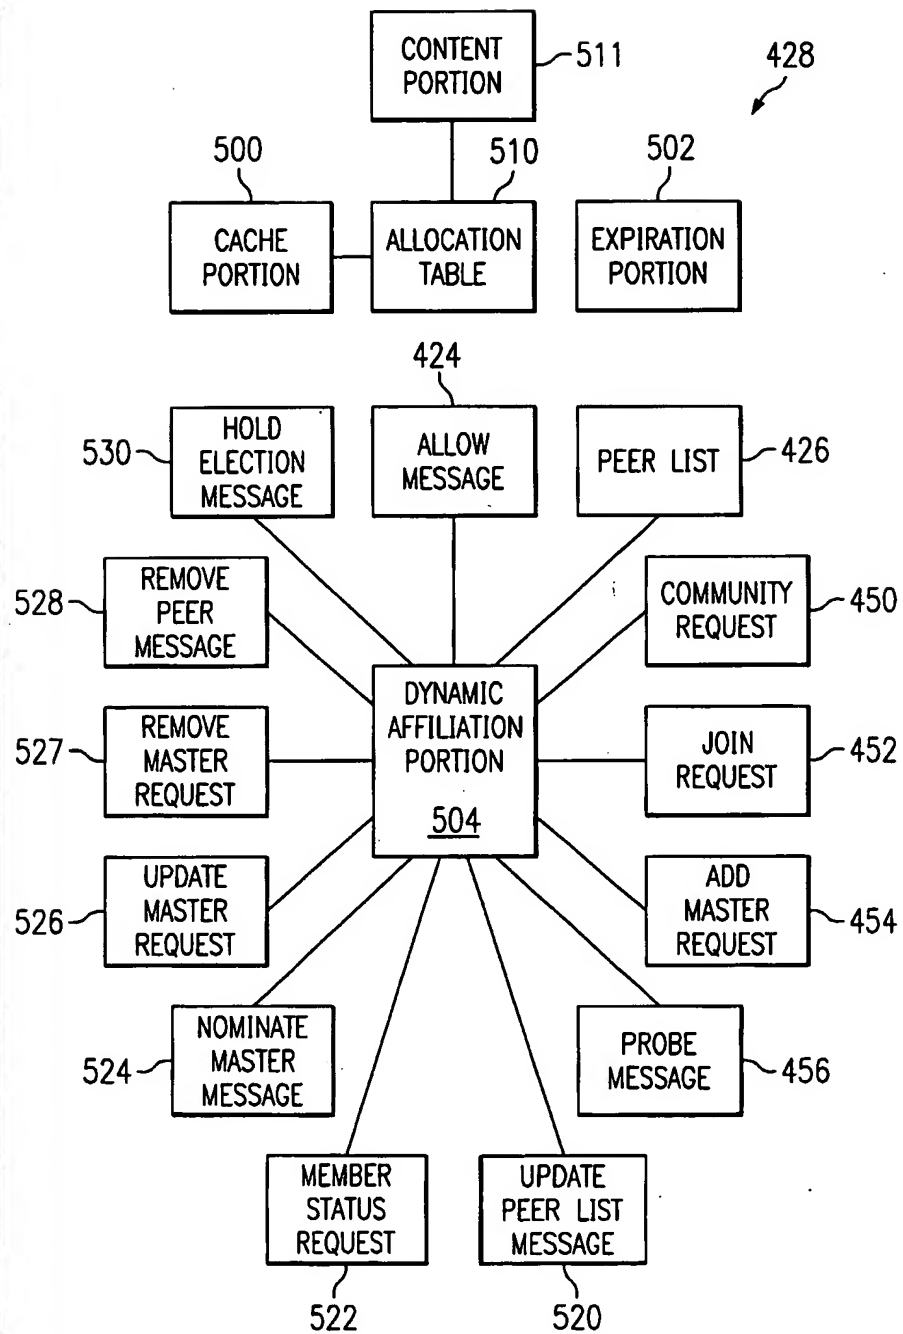 CONTENT
PORTION
511
428
500
510
502
CACHE
PORTION
ALLOCATION
TABLE
EXPIRATION
PORTION
424
530
HOLD
ELECTION
MESSAGE
ALLOW
MESSAGE
PEER LIST
426
528
REMOVE
PEER
MESSAGE
COMMUNITY
REQUEST
450
527
REMOVE
MASTER
REQUEST
DYNAMIC
AFFILIATION
PORTION
504
JOIN
REQUEST
452
526
UPDATE
MASTER
REQUEST
ADD
MASTER
REQUEST
454
524
NOMINATE
MASTER
MESSAGE
PROBE
MESSAGE
456
MEMBER
STATUS
REQUEST
UPDATE
PEER LIST
MESSAGE
522
520